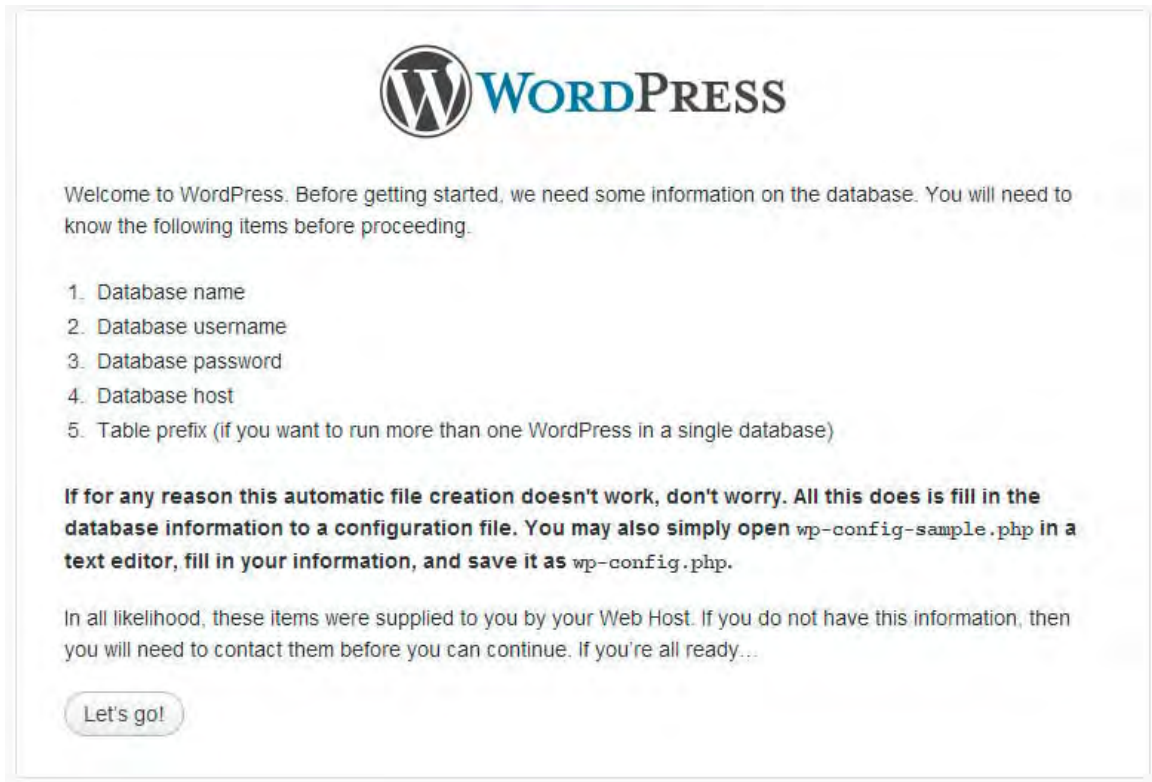 WORDPRESS
Welcome to WordPress. Before getting started, we need some information on the database. You will need to
know the following items before proceeding.
1. Database name
2. Database username
3. Database password
4. Database host
5. Table prefix (if you want to run more than one WordPress in a single database)
If for any reason this automatic file creation doesn't work, don't worry. All this does is fill in the
database information to a configuration file. You may also simply open wp-config-sample.php in a
text editor, fill in your information, and save it as wp-config.php.
In all likelihood, these items were supplied to you by your Web Host. If you do not have this information, then
you will need to contact them before you can continue. If you're all ready…
Let's go!